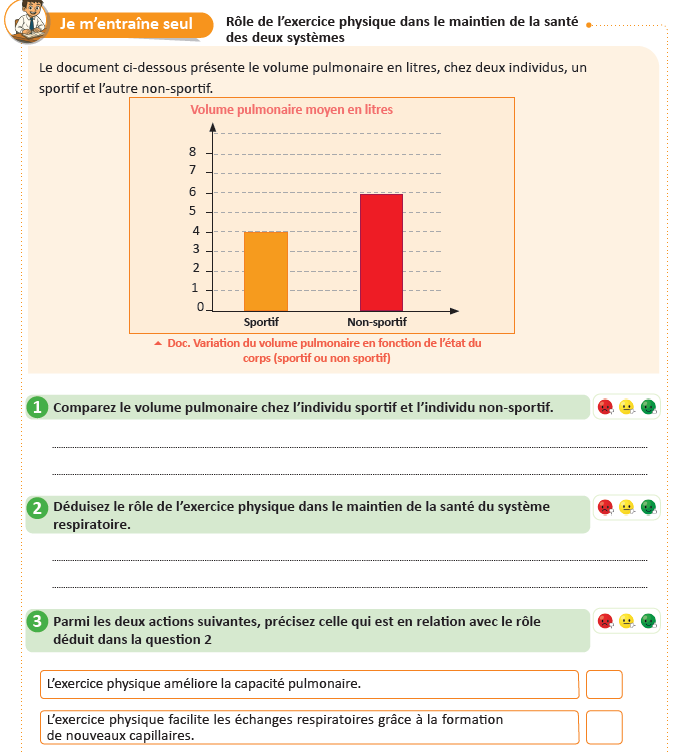 Je m'entraîne seul
Rôle de l'exercice physique dans le maintien de la santé
des deux systèmes
Le document ci-dessous présente le volume pulmonaire en litres, chez deux individus, un
sportif et l'autre non-sportif.
Volume pulmonaire moyen en litres
8
7
6
5
4
3
2
1
0
Sportif
Non-sportif
Doc. Variation du volume pulmonaire en fonction de l'état du
corps (sportif ou non sportif)
1 Comparez le volume pulmonaire chez l'individu sportif et l'individu non-sportif.
2 Déduisez le rôle de l'exercice physique dans le maintien de la santé du système
respiratoire.
3 Parmi les deux actions suivantes, précisez celle qui est en relation avec le rôle
déduit dans la question 2
L'exercice physique améliore la capacité pulmonaire.
L'exercice physique facilite les échanges respiratoires grâce à la formation
de nouveaux capillaires.